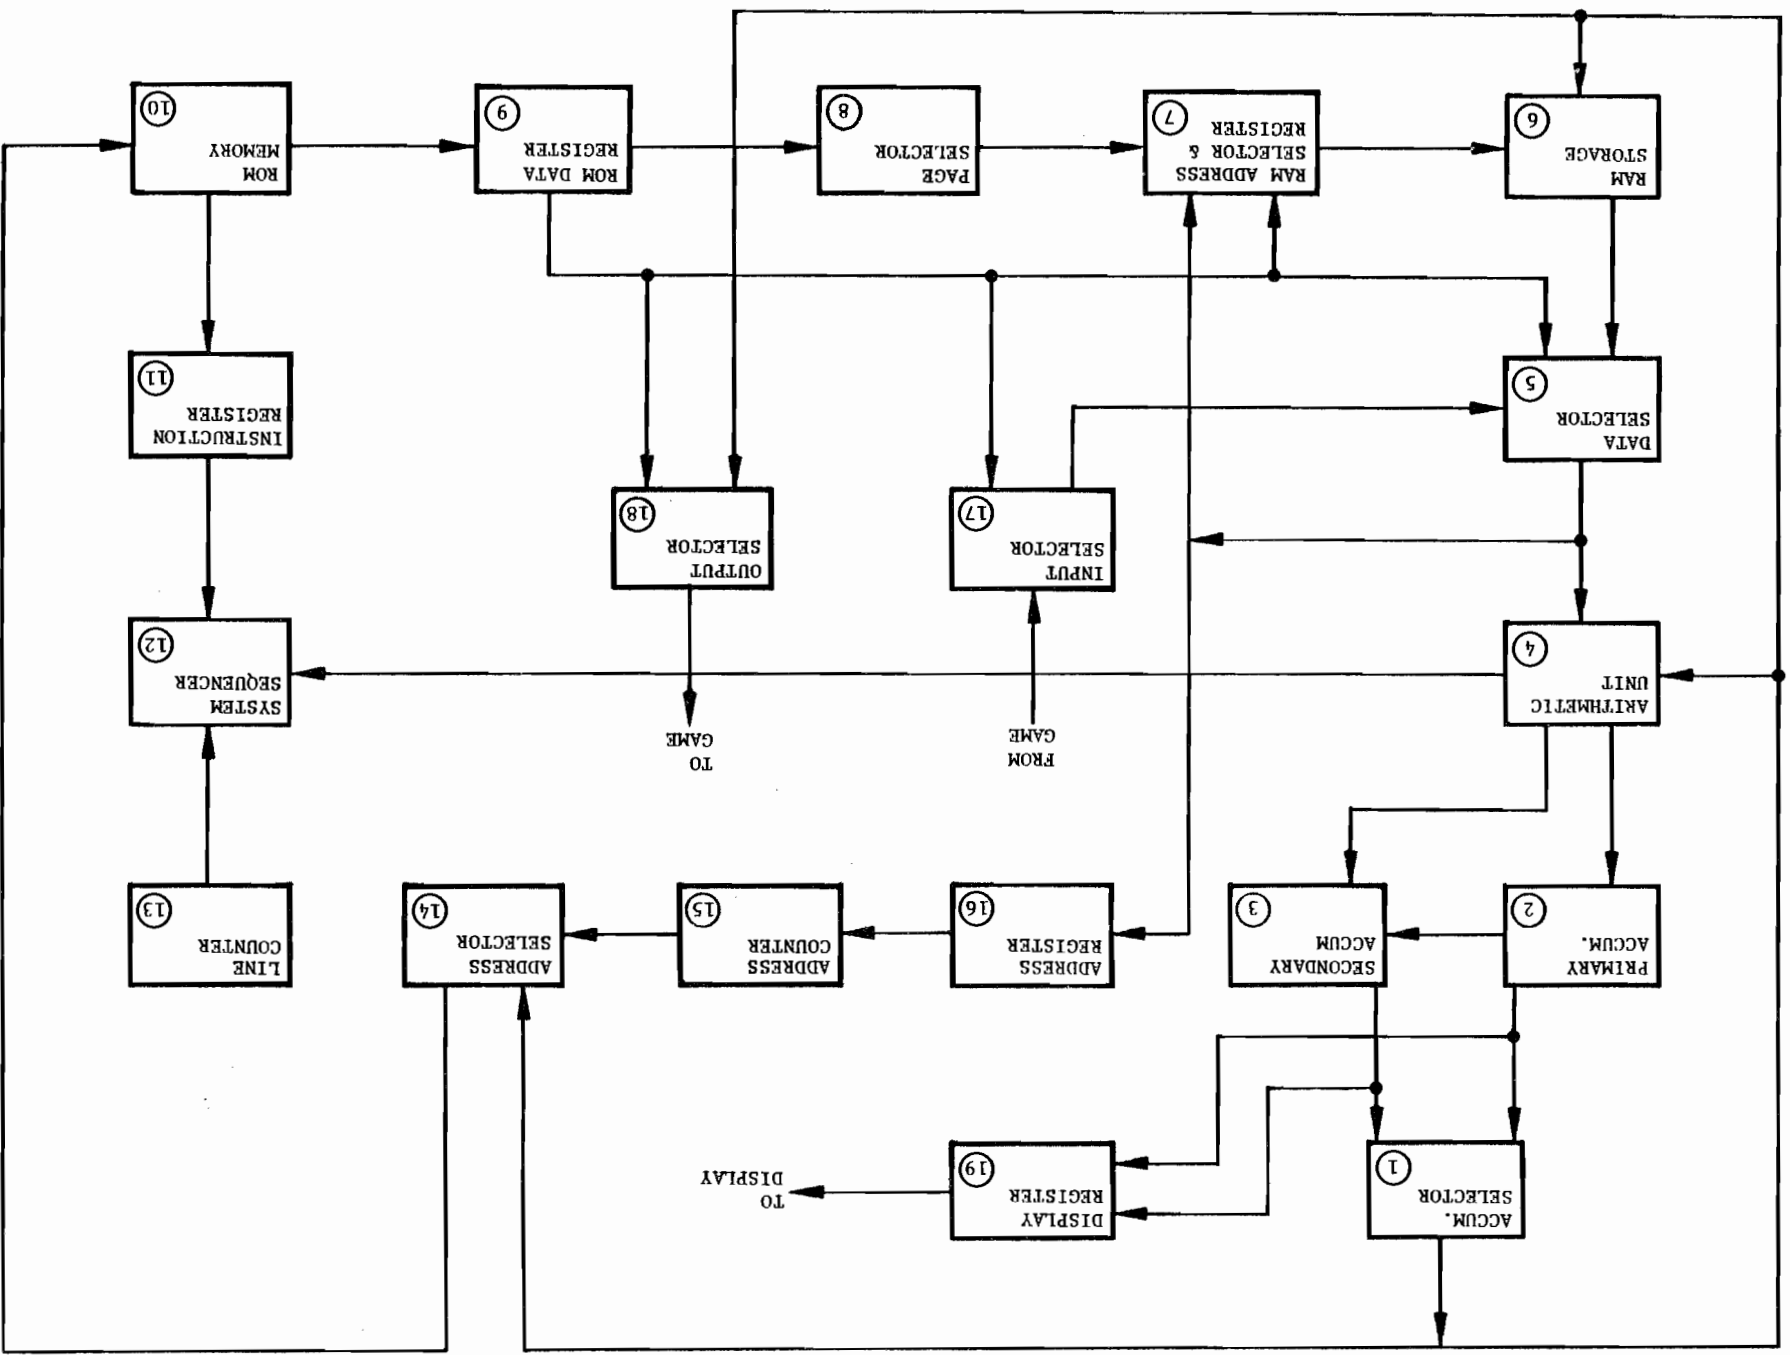 ACCUM.
SELECTOR
1
DISPLAY
REGISTER
19
TO
DISPLAY
PRIMARY
ACCUM.
2
SECONDARY
ACCUM
3
ADDRESS
REGISTER
16
ADDRESS
COUNTER
15
ADDRESS
SELECTOR
14
LINE
COUNTER
13
ARITHMETIC
UNIT
4
FROM
GAME
TO
GAME
SYSTEM
SEQUENCER
12
INPUT
SELECTOR
17
OUTPUT
SELECTOR
18
DATA
SELECTOR
5
INSTRUCTION
REGISTER
11
RAM
STORAGE
6
RAM ADDRESS
SELECTOR &
REGISTER
7
PAGE
SELECTOR
8
ROM DATA
REGISTER
9
ROM
MEMORY
10